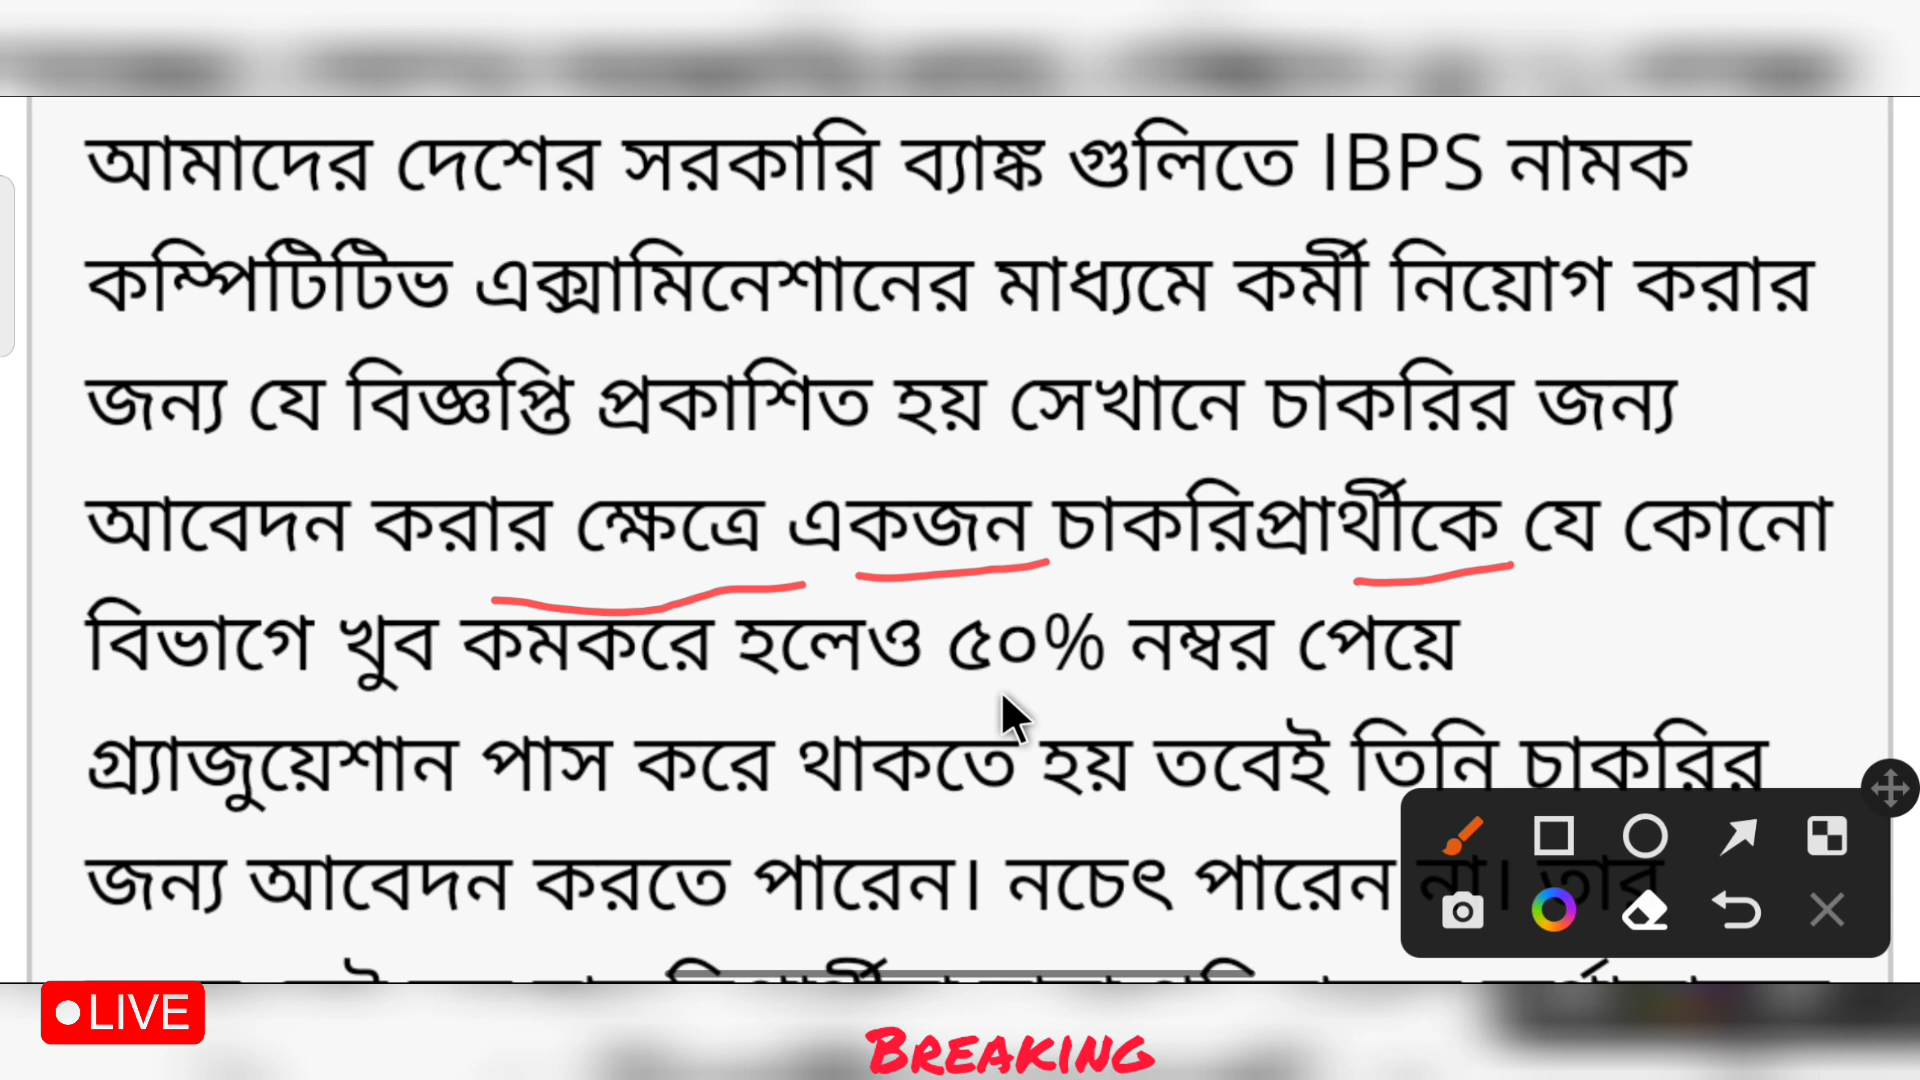 আমাদের দেশের সরকারি ব্যাঙ্ক গুলিতে IBPS নামক
কম্পিটিটিভ এক্সামিনেশানের মাধ্যমে কর্মী নিয়োগ করার
জন্য যে বিজ্ঞপ্তি প্রকাশিত হয় সেখানে চাকরির জন্য
আবেদন করার ক্ষেত্রে একজন চাকরিপ্রার্থীকে যে কোনো
বিভাগে খুব কমকরে হলেও ৫০% নম্বর পেয়ে
গ্র্যাজুয়েশান পাস করে থাকতে হয় তবেই তিনি চাকরির
জন্য আবেদন করতে পারেন। নচেৎ পারেন না। তার
LIVE
BREAKING